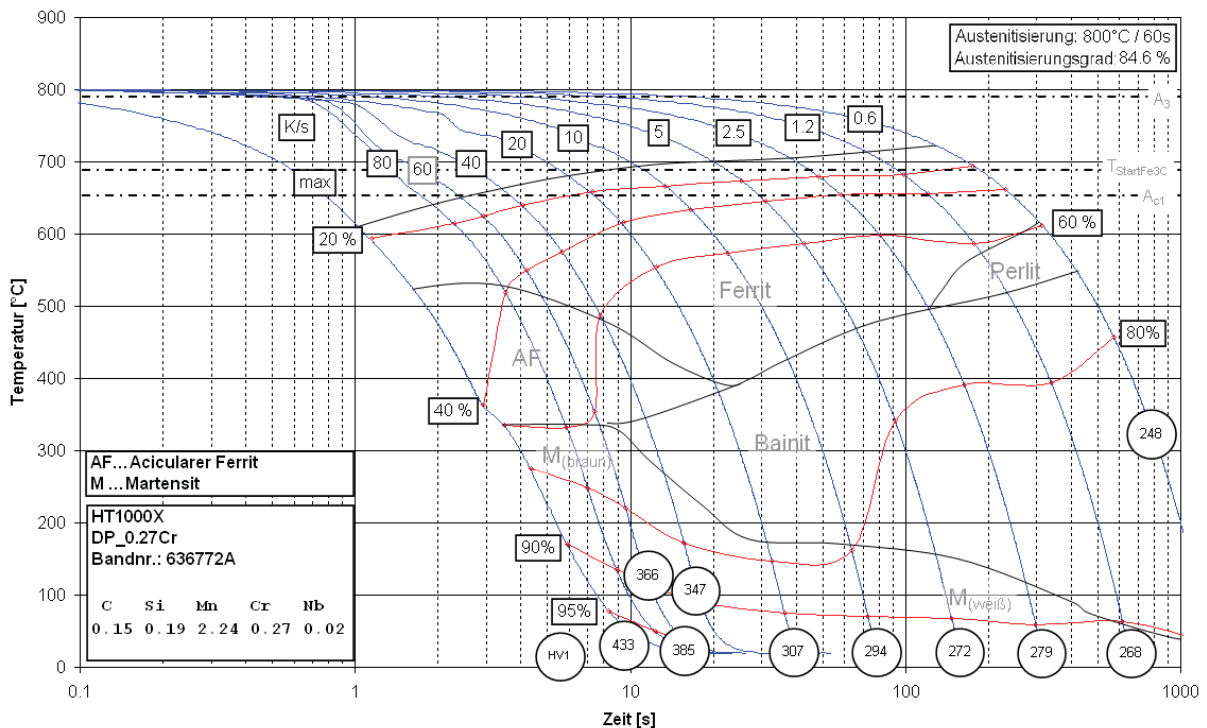 900
800
700
600
500
400
300
200
100
0
Temperatur [°C]
0.1
1
10
100
1000
Zeit [s]
Austenitisierung: 800°C / 60s
Austenitisierungsgrad: 84.6 %
A3
TStartFe3C
Ac1
K/s
max
80
60
40
20
10
5
2.5
1.2
0.6
20 %
40 %
60 %
80%
90%
95%
AF
Ferrit
Perlit
Bainit
M(braun)
M(weiß)
AF... Acicularer Ferrit
M ...Martensit
HT1000X
DP_0.27Cr
Bandnr.: 636772A
C Si Mn Cr Nb
0.15 0.19 2.24 0.27 0.02
HV1
433
366
385
347
307
294
272
279
268
248